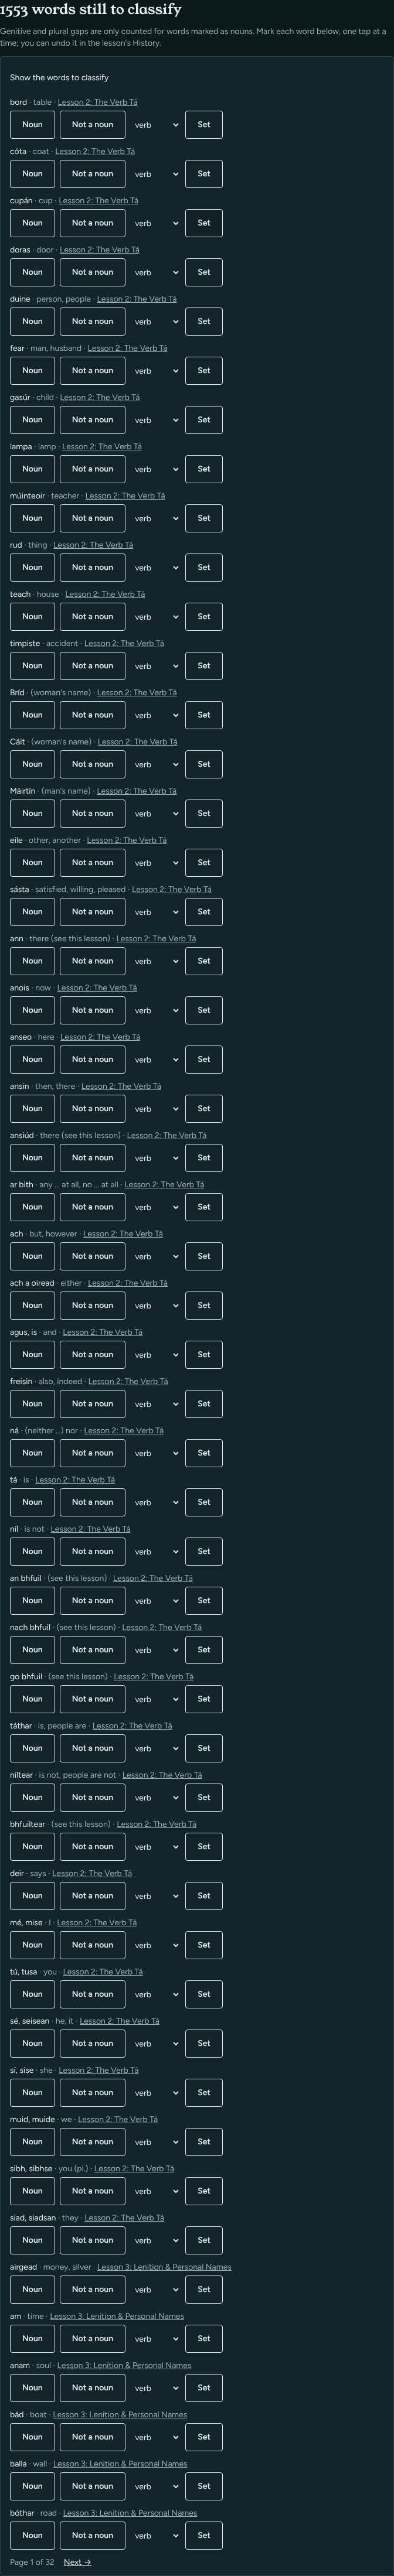 1553 words still to classify
Genitive and plural gaps are only counted for words marked as nouns. Mark each word below, one tap at a
time; you can undo it in the lesson's History.
Show the words to classify
bord · table · Lesson 2: The Verb Tá
Noun Not a noun verb Set
cóta · coat · Lesson 2: The Verb Tá
Noun Not a noun verb Set
cupán · cup · Lesson 2: The Verb Tá
Noun Not a noun verb Set
doras · door · Lesson 2: The Verb Tá
Noun Not a noun verb Set
duine · person, people · Lesson 2: The Verb Tá
Noun Not a noun verb Set
fear · man, husband · Lesson 2: The Verb Tá
Noun Not a noun verb Set
gasúr · child · Lesson 2: The Verb Tá
Noun Not a noun verb Set
lampa · lamp · Lesson 2: The Verb Tá
Noun Not a noun verb Set
múinteoir · teacher · Lesson 2: The Verb Tá
Noun Not a noun verb Set
rud · thing · Lesson 2: The Verb Tá
Noun Not a noun verb Set
teach · house · Lesson 2: The Verb Tá
Noun Not a noun verb Set
timpiste · accident · Lesson 2: The Verb Tá
Noun Not a noun verb Set
Bríd · (woman's name) · Lesson 2: The Verb Tá
Noun Not a noun verb Set
Cáit · (woman's name) · Lesson 2: The Verb Tá
Noun Not a noun verb Set
Máirtín · (man's name) · Lesson 2: The Verb Tá
Noun Not a noun verb Set
eile · other, another · Lesson 2: The Verb Tá
Noun Not a noun verb Set
sásta · satisfied, willing, pleased · Lesson 2: The Verb Tá
Noun Not a noun verb Set
ann · there (see this lesson) · Lesson 2: The Verb Tá
Noun Not a noun verb Set
anois · now · Lesson 2: The Verb Tá
Noun Not a noun verb Set
anseo · here · Lesson 2: The Verb Tá
Noun Not a noun verb Set
ansin · then, there · Lesson 2: The Verb Tá
Noun Not a noun verb Set
ansiúd · there (see this lesson) · Lesson 2: The Verb Tá
Noun Not a noun verb Set
ar bith · any ... at all, no ... at all · Lesson 2: The Verb Tá
Noun Not a noun verb Set
ach · but, however · Lesson 2: The Verb Tá
Noun Not a noun verb Set
ach a oiread · either · Lesson 2: The Verb Tá
Noun Not a noun verb Set
agus, is · and · Lesson 2: The Verb Tá
Noun Not a noun verb Set
freisin · also, indeed · Lesson 2: The Verb Tá
Noun Not a noun verb Set
ná · (neither ...) nor · Lesson 2: The Verb Tá
Noun Not a noun verb Set
tá · is · Lesson 2: The Verb Tá
Noun Not a noun verb Set
níl · is not · Lesson 2: The Verb Tá
Noun Not a noun verb Set
an bhfuil · (see this lesson) · Lesson 2: The Verb Tá
Noun Not a noun verb Set
nach bhfuil · (see this lesson) · Lesson 2: The Verb Tá
Noun Not a noun verb Set
go bhfuil · (see this lesson) · Lesson 2: The Verb Tá
Noun Not a noun verb Set
táthar · is, people are · Lesson 2: The Verb Tá
Noun Not a noun verb Set
níltear · is not, people are not · Lesson 2: The Verb Tá
Noun Not a noun verb Set
bhfuiltear · (see this lesson) · Lesson 2: The Verb Tá
Noun Not a noun verb Set
deir · says · Lesson 2: The Verb Tá
Noun Not a noun verb Set
mé, mise · I · Lesson 2: The Verb Tá
Noun Not a noun verb Set
tú, tusa · you · Lesson 2: The Verb Tá
Noun Not a noun verb Set
sé, seisean · he, it · Lesson 2: The Verb Tá
Noun Not a noun verb Set
sí, sise · she · Lesson 2: The Verb Tá
Noun Not a noun verb Set
muid, muide · we · Lesson 2: The Verb Tá
Noun Not a noun verb Set
sibh, sibhse · you (pl.) · Lesson 2: The Verb Tá
Noun Not a noun verb Set
siad, siadsan · they · Lesson 2: The Verb Tá
Noun Not a noun verb Set
airgead · money, silver · Lesson 3: Lenition & Personal Names
Noun Not a noun verb Set
am · time · Lesson 3: Lenition & Personal Names
Noun Not a noun verb Set
anam · soul · Lesson 3: Lenition & Personal Names
Noun Not a noun verb Set
bád · boat · Lesson 3: Lenition & Personal Names
Noun Not a noun verb Set
balla · wall · Lesson 3: Lenition & Personal Names
Noun Not a noun verb Set
bóthar · road · Lesson 3: Lenition & Personal Names
Noun Not a noun verb Set
Page 1 of 32 Next →